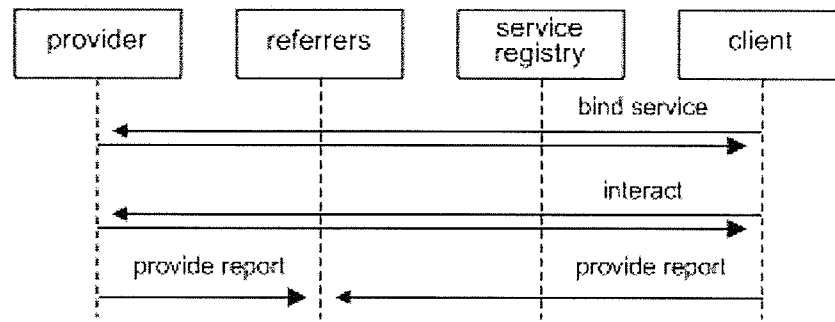 provider
referrers
service
registry
client
bind service
interact
provide report
provide report